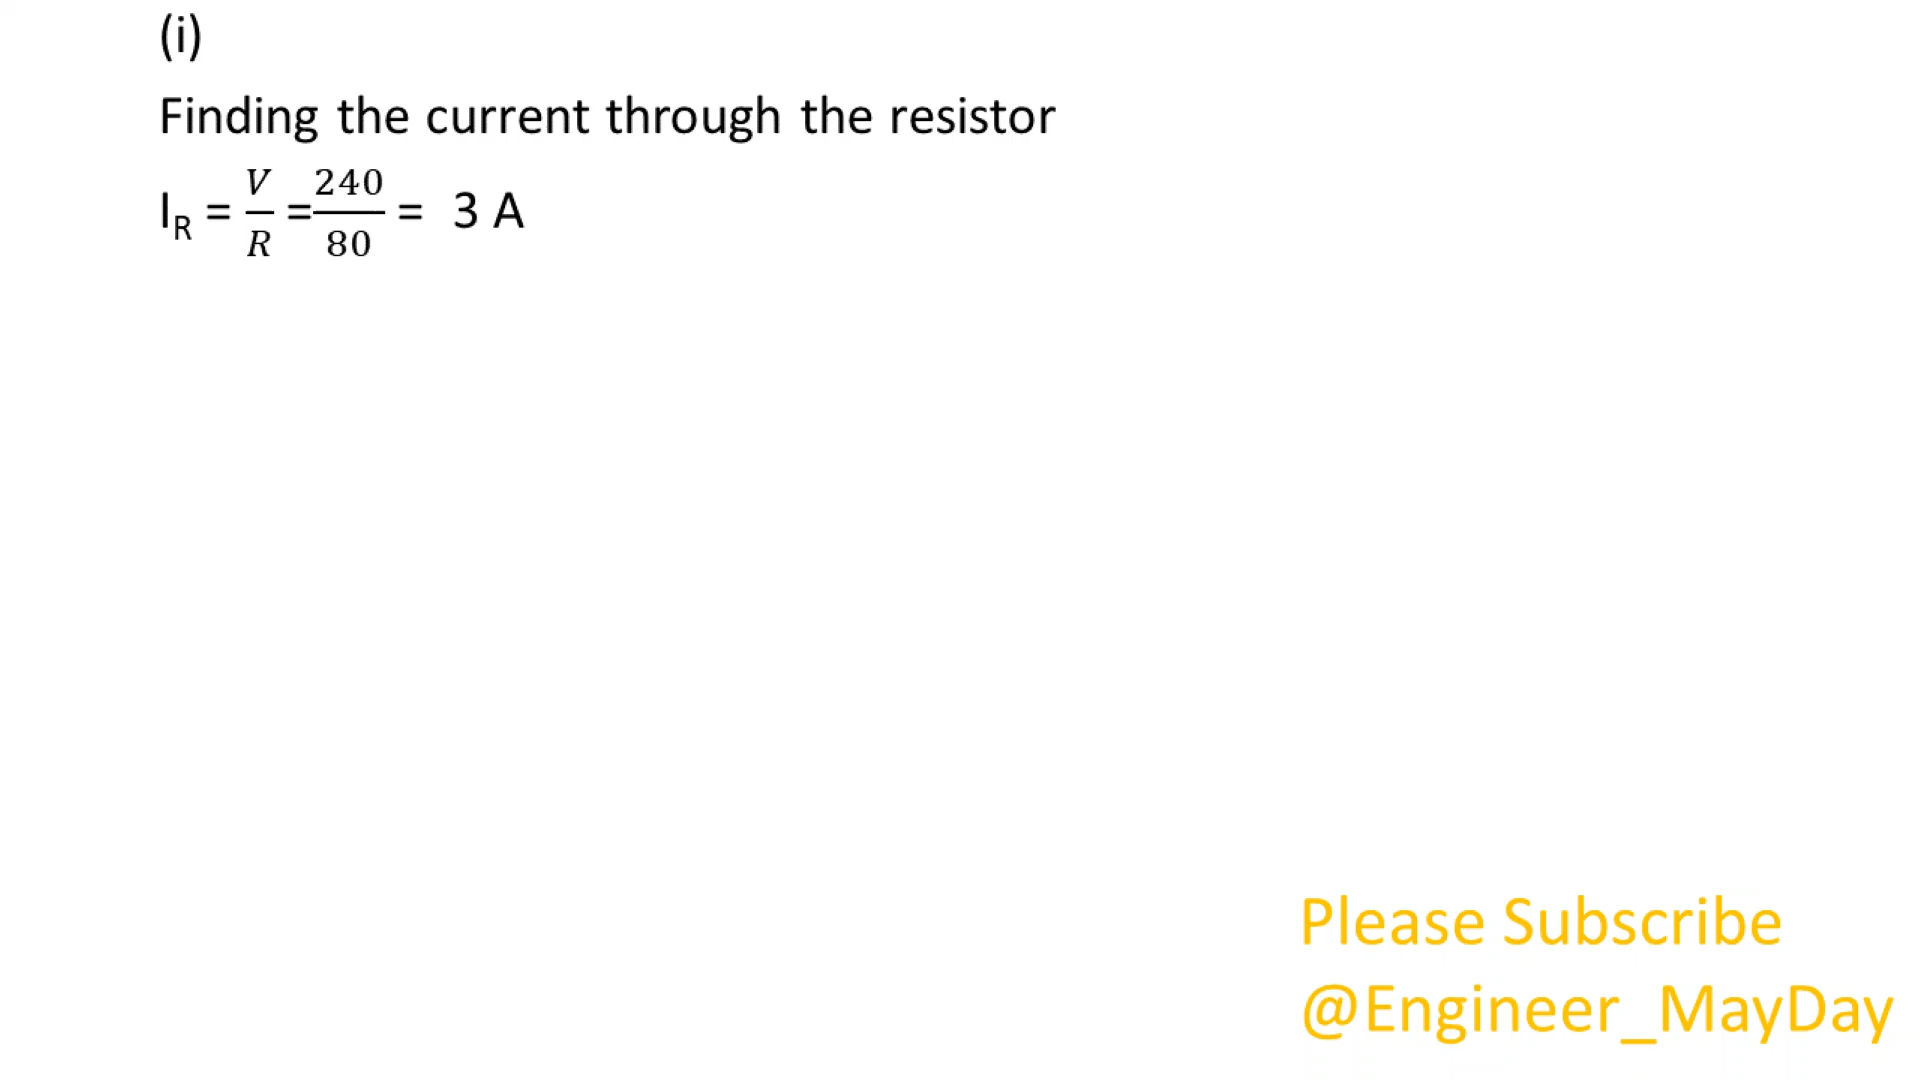 (i)
Finding the current through the resistor
I_R = V/R = 240/80 = 3 A
Please Subscribe
@Engineer_MayDay